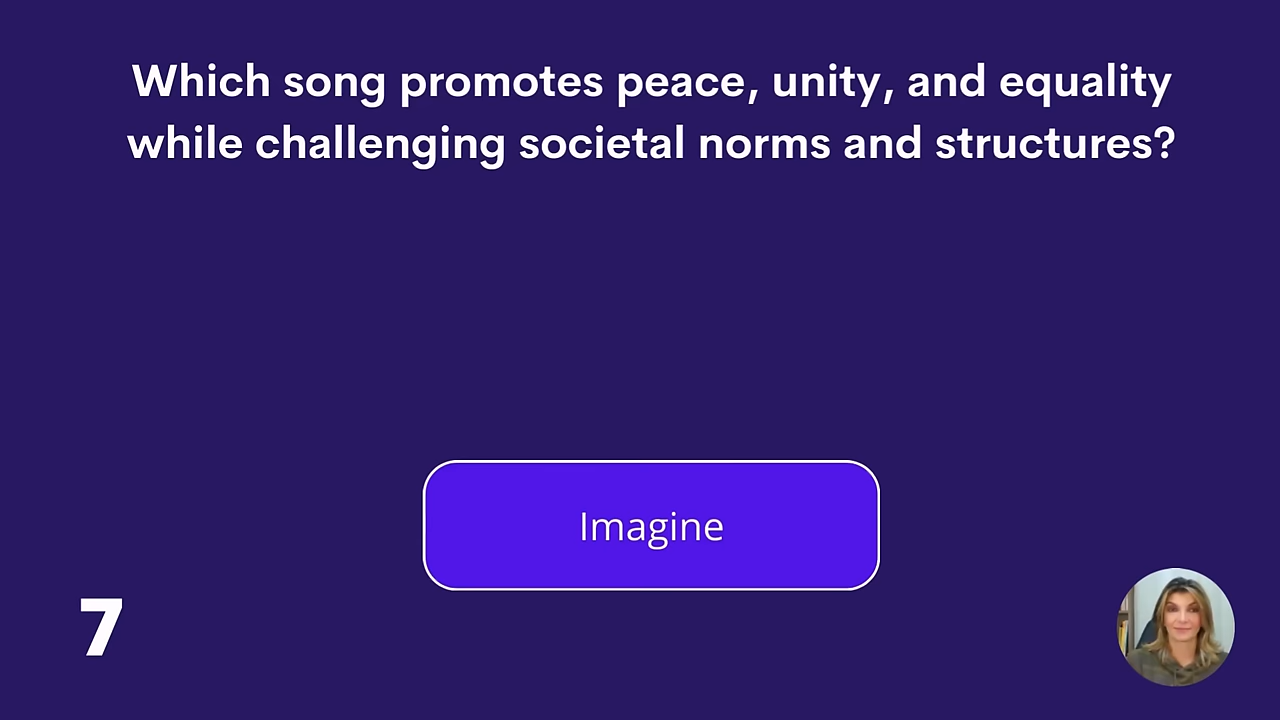 Which song promotes peace, unity, and equality
while challenging societal norms and structures?
Imagine
7